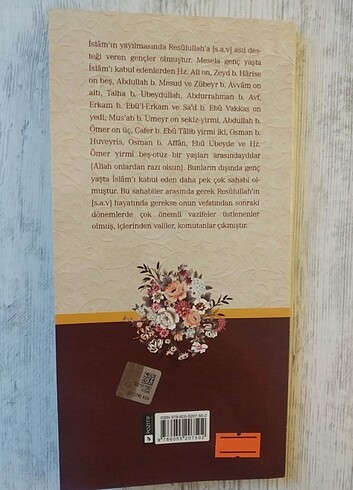 İslâm'ın yayılmasında Resûlullah'a [s.a.v] asıl des-
teği veren gençler olmuştur. Mesela genç yaşta
İslâm'ı kabul edenlerden Hz. Ali on, Zeyd b. Hârise
on beş, Abdullah b. Mesud ve Zübeyr b. Avvâm on
altı, Talha b. Ubeydullah, Abdurrahman b. Avf,
Erkam b. Ebü'l-Erkam ve Sa'd b. Ebû Vakkas on
yedi, Mus'ab b. Umeyr on sekiz-yirmi, Abdullah b.
Ömer on üç, Cafer b. Ebû Tâlib yirmi iki, Osman b.
Huveyris, Osman b. Affân, Ebû Ubeyde ve Hz.
Ömer yirmi beş-otuz bir yaşları arasındaydılar
[Allah onlardan razı olsun]. Bunların dışında genç
yaşta İslâm'ı kabul eden daha pek çok sahabi ol-
muştur. Bu sahabiler arasında gerek Resûlullah'ın
[s.a.v] hayatında gerekse onun vefatından sonraki
dönemlerde çok önemli vazifeler üstlenenler
olmuş, içlerinden valiler, komutanlar çıkmıştır.
POZİTİF